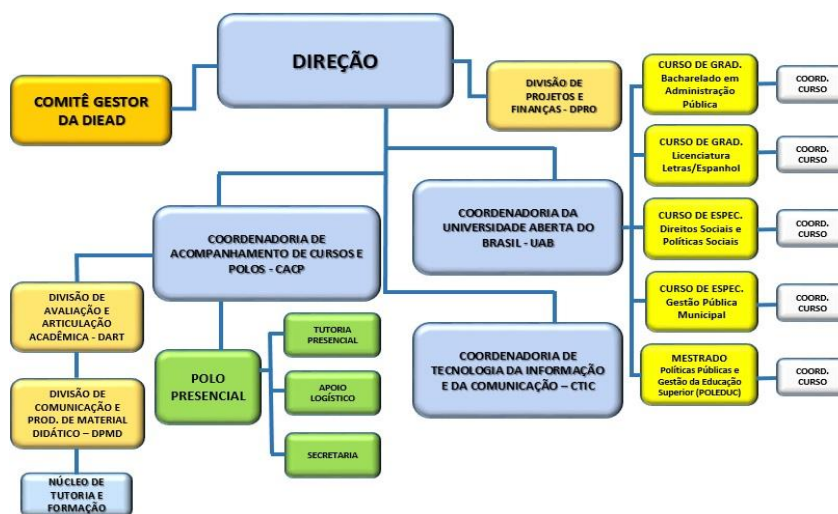 DIREÇÃO
COMITÊ GESTOR
DA DIEAD
DIVISÃO DE
PROJETOS E
FINANÇAS - DPRO
COORDENADORIA DE
ACOMPANHAMENTO DE CURSOS E
POLOS - CACP
COORDENADORIA DA
UNIVERSIDADE ABERTA DO
BRASIL - UAB
COORDENADORIA DE
TECNOLOGIA DA INFORMAÇÃO
E DA COMUNICAÇÃO – CTIC
DIVISÃO DE
AVALIAÇÃO E
ARTICULAÇÃO
ACADÊMICA - DART
DIVISÃO DE
COMUNICAÇÃO E
PROD. DE MATERIAL
DIDÁTICO – DPMD
NÚCLEO DE
TUTORIA E
FORMAÇÃO
POLO
PRESENCIAL
TUTORIA
PRESENCIAL
APOIO
LOGÍSTICO
SECRETARIA
CURSO DE GRAD.
Bacharelado em
Administração
Pública
COORD.
CURSO
CURSO DE GRAD.
Licenciatura
Letras/Espanhol
COORD.
CURSO
CURSO DE ESPEC.
Direitos Sociais e
Políticas Sociais
COORD.
CURSO
CURSO DE ESPEC.
Gestão Pública
Municipal
COORD.
CURSO
MESTRADO
Políticas Públicas e
Gestão da Educação
Superior (POLEDUC)
COORD.
CURSO